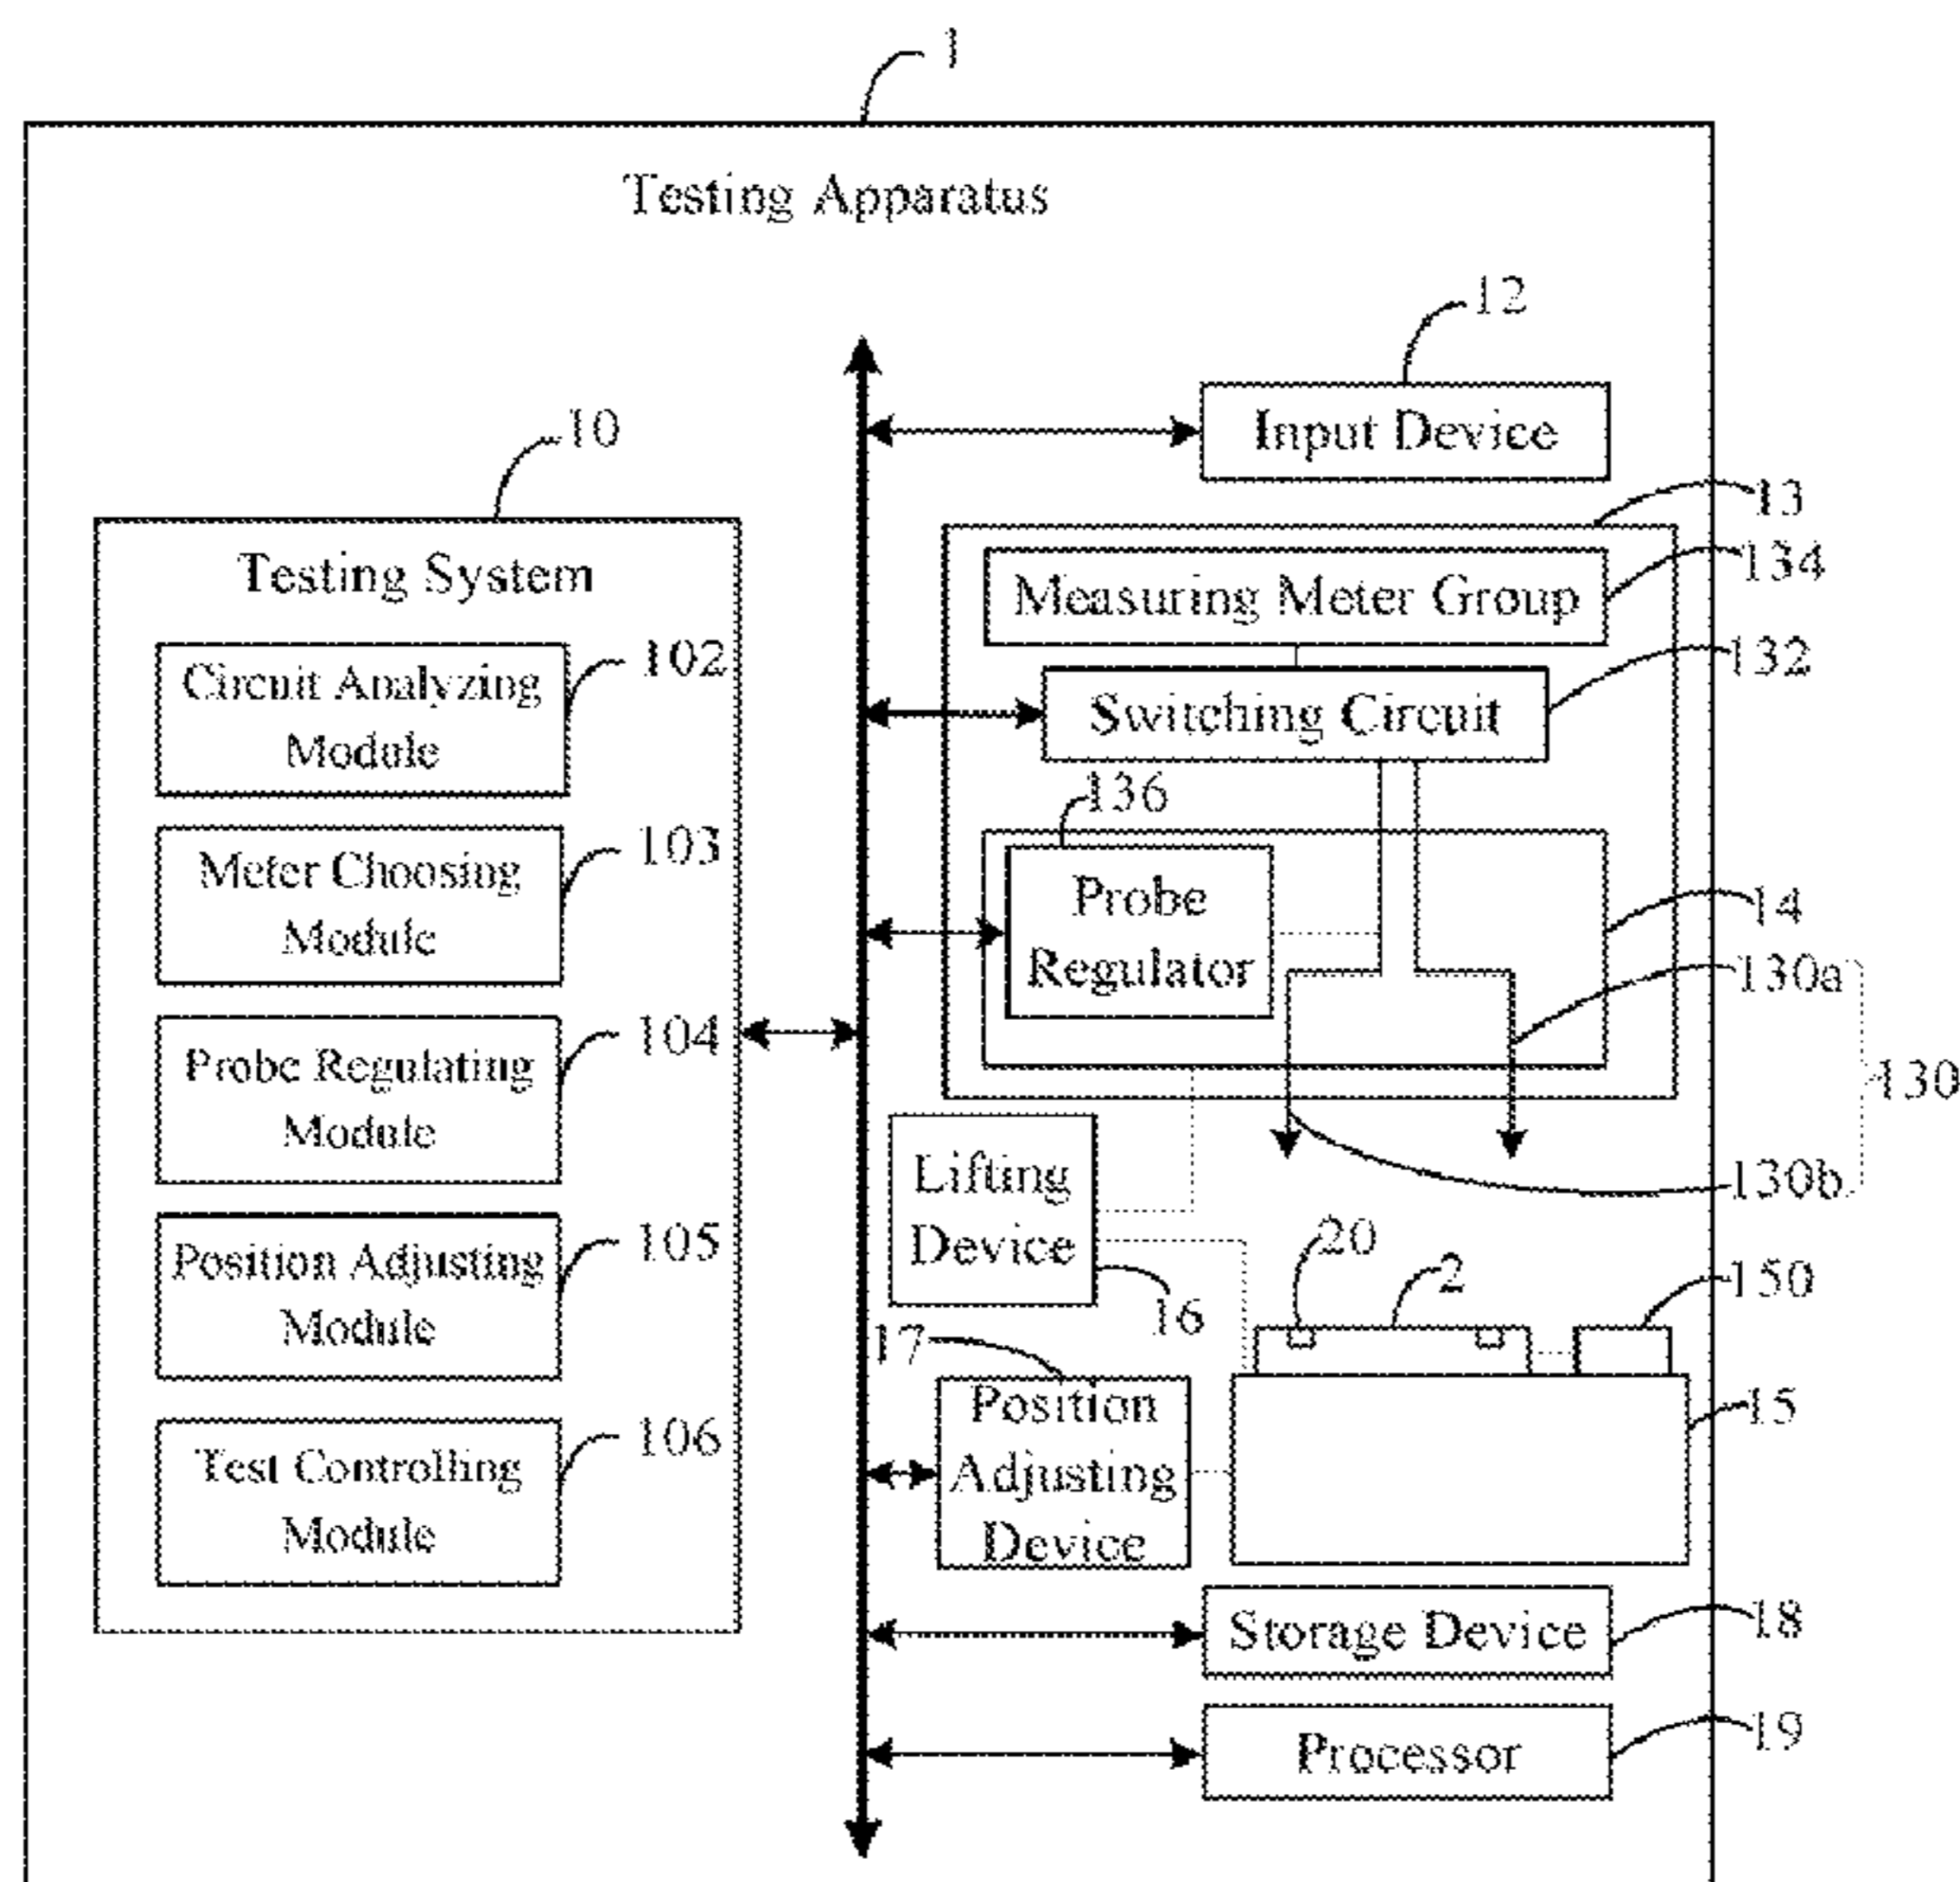 1
Testing Apparatus
12
Input Device
10
Testing System
102
Circuit Analyzing
Module
103
Meter Choosing
Module
104
Probe Regulating
Module
105
Position Adjusting
Module
106
Test Controlling
Module
13
134
Measuring Meter Group
132
Switching Circuit
136
Probe
Regulator
14
130a
130
130b
Lifting
Device
16
20
2
150
17
Position
Adjusting
Device
15
Storage Device
18
Processor
19